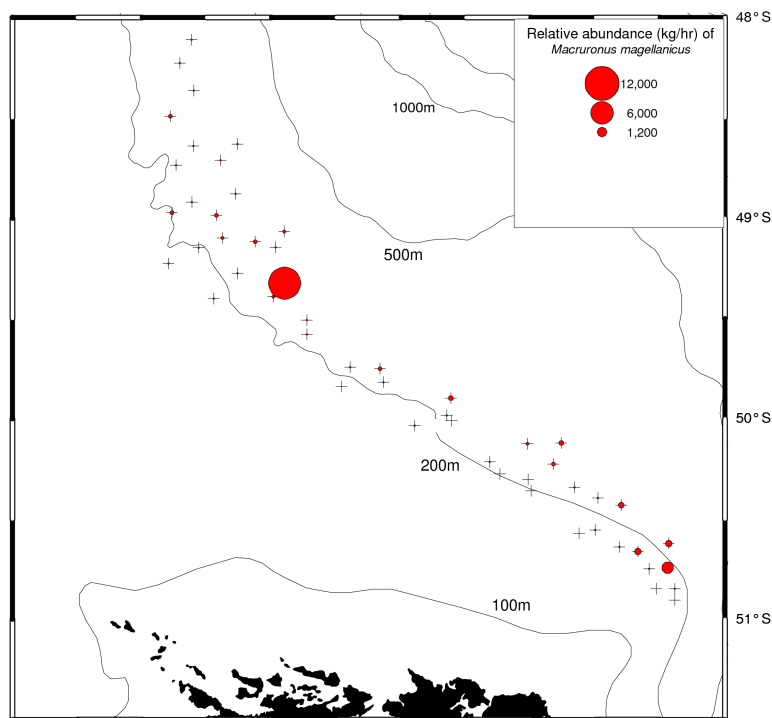 48°S
Relative abundance (kg/hr) of
Macruronus magellanicus
12,000
6,000
1,200
1000m
49°S
500m
50°S
200m
100m
51°S